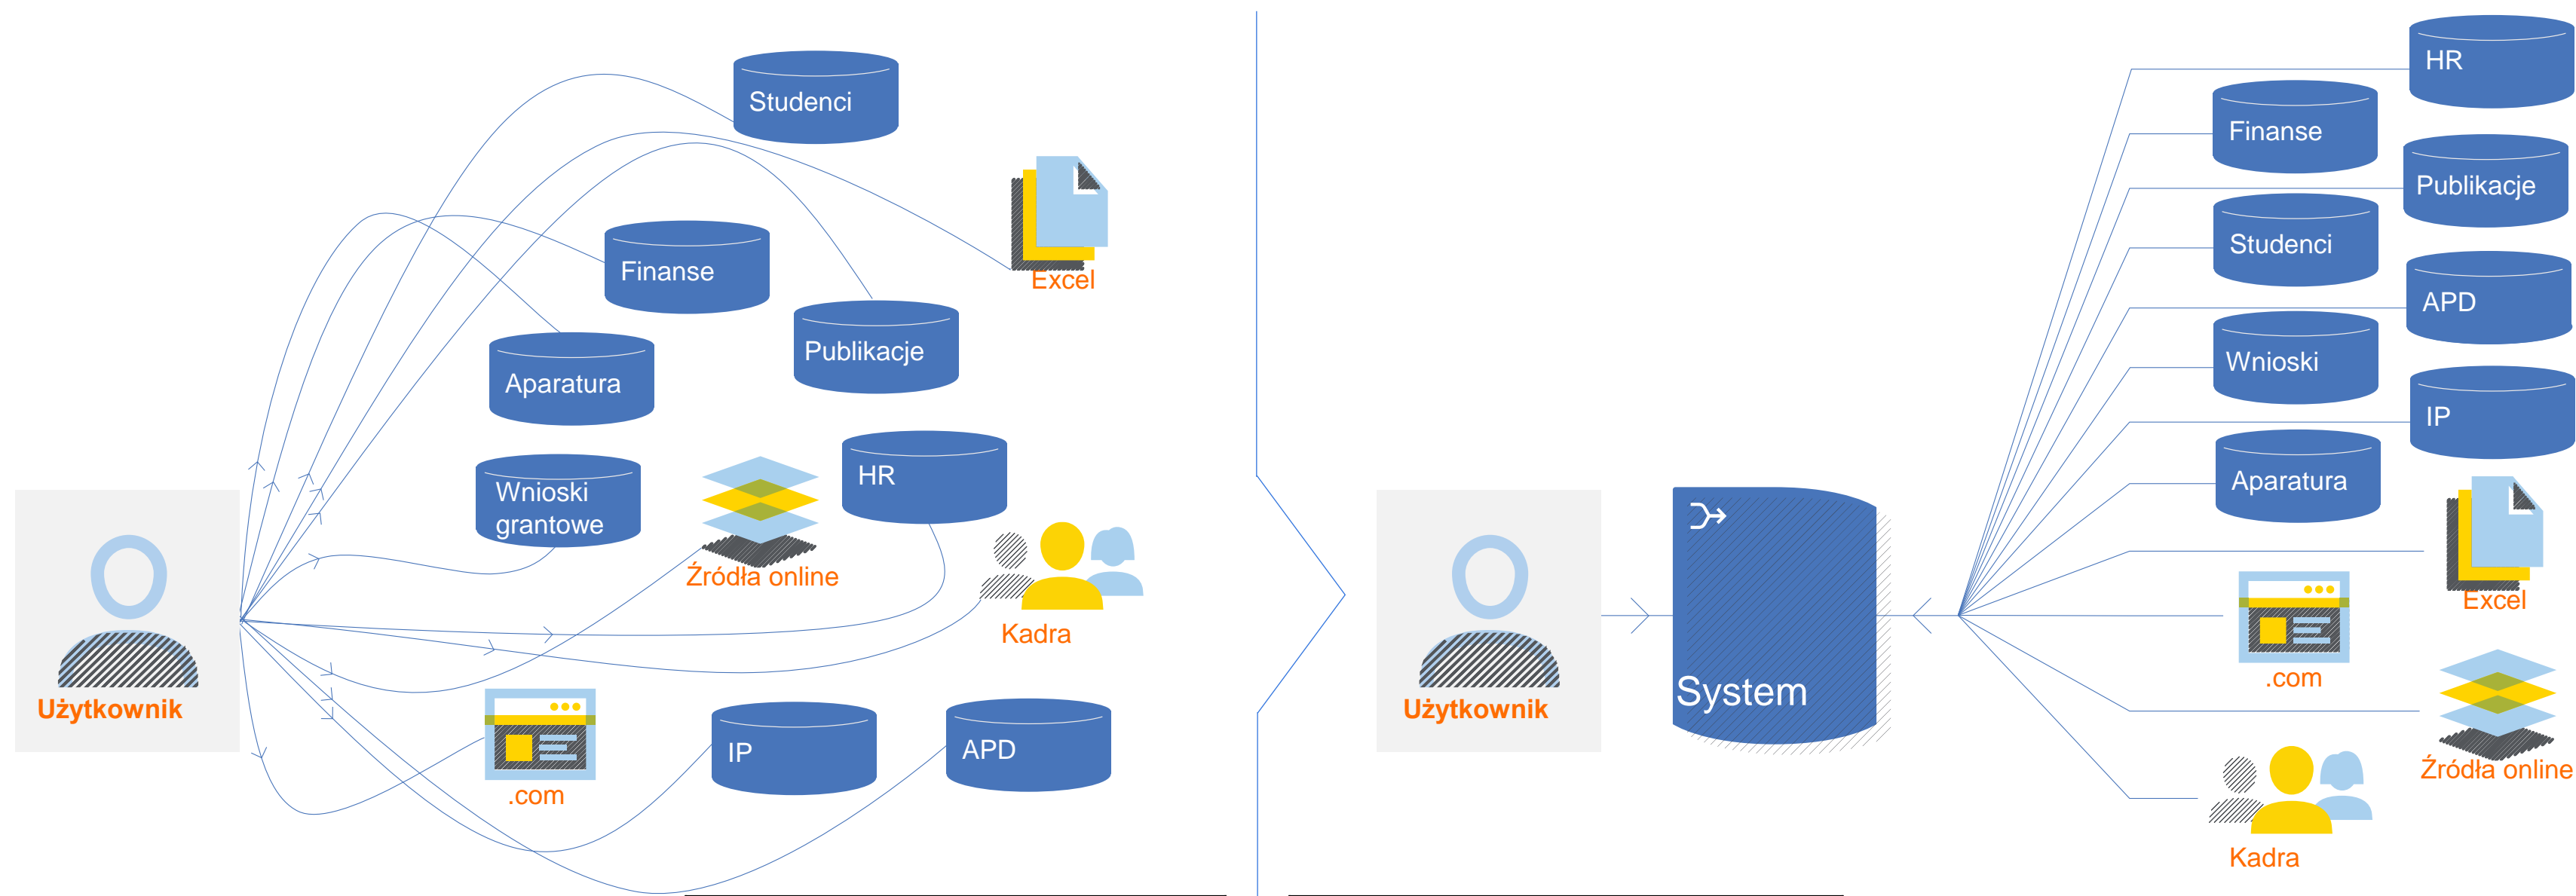 Studenci
Excel
Finanse
Publikacje
Aparatura
Wnioski
grantowe
HR
Źródła online
Kadra
Użytkownik
.com
IP
APD
HR
Finanse
Publikacje
Studenci
APD
Wnioski
IP
Aparatura
Excel
.com
System
Użytkownik
Źródła online
Kadra